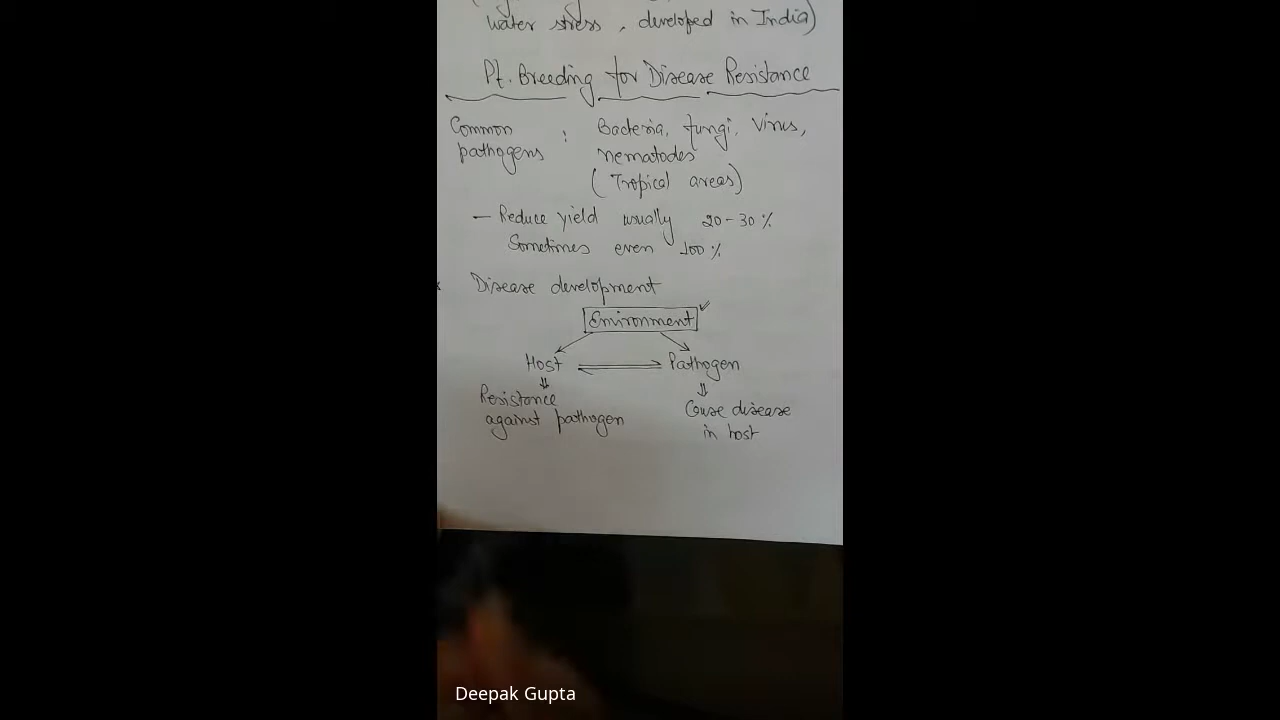 water stress, developed in India)
Pt. Breeding for Disease Resistance
Common pathogens : Bacteria, fungi, Virus, nematodes
(Tropical areas)
— Reduce yield usually 20-30%
Sometimes even 100%
Disease development
Environment
Host Pathogen
Resistance against pathogen
Cause disease in host
Deepak Gupta